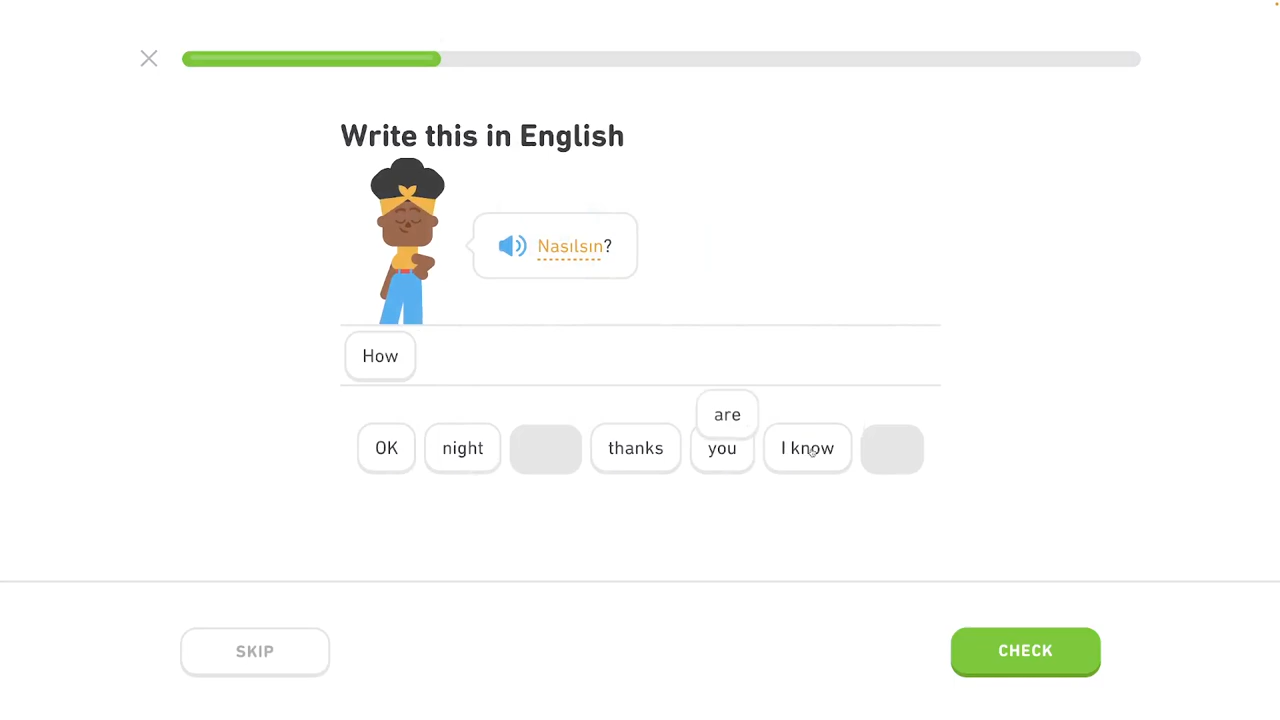 Write this in English
Nasılsın?
How
are
OK night thanks you I know
SKIP CHECK